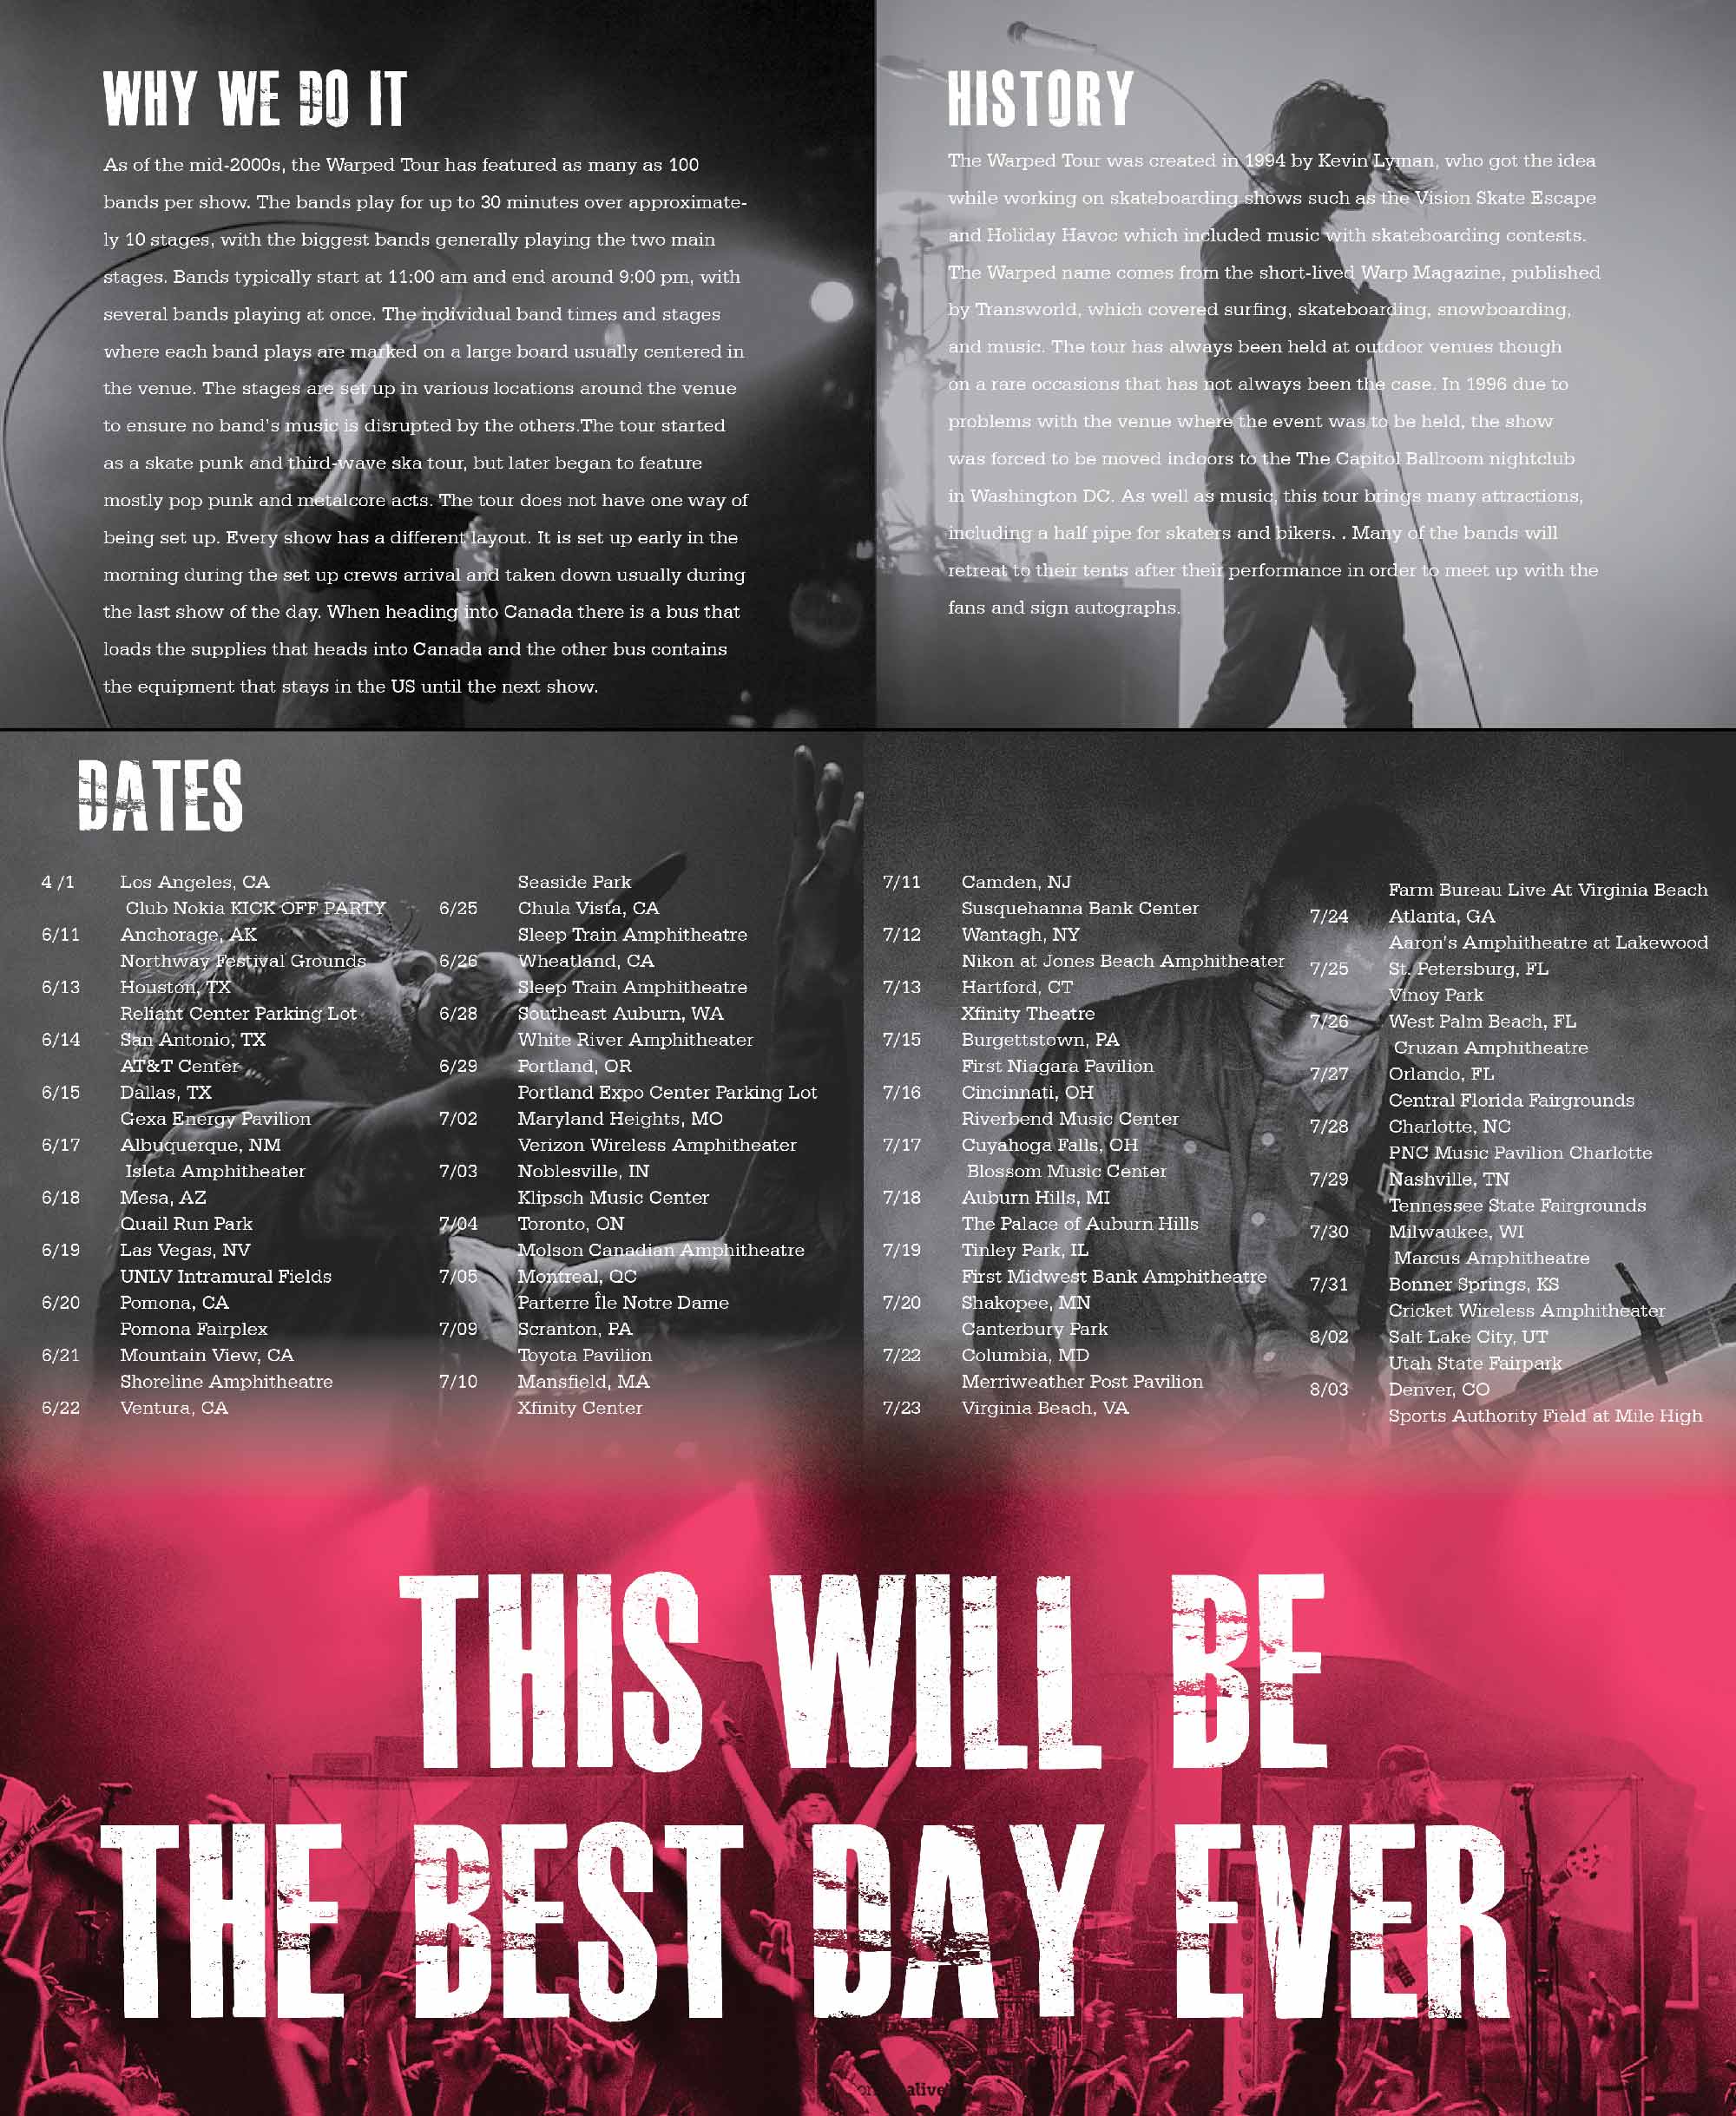 WHY WE DO IT
As of the mid-2000s, the Warped Tour has featured as many as 100
bands per show. The bands play for up to 30 minutes over approximate-
ly 10 stages, with the biggest bands generally playing the two main
stages. Bands typically start at 11:00 am and end around 9:00 pm, with
several bands playing at once. The individual band times and stages
where each band plays are marked on a large board usually centered in
the venue. The stages are set up in various locations around the venue
to ensure no band's music is disrupted by the others.The tour started
as a skate punk and third-wave ska tour, but later began to feature
mostly pop punk and metalcore acts. The tour does not have one way of
being set up. Every show has a different layout. It is set up early in the
morning during the set up crews arrival and taken down usually during
the last show of the day. When heading into Canada there is a bus that
loads the supplies that heads into Canada and the other bus contains
the equipment that stays in the US until the next show.
HISTORY
The Warped Tour was created in 1994 by Kevin Lyman, who got the idea
while working on skateboarding shows such as the Vision Skate Escape
and Holiday Havoc which included music with skateboarding contests.
The Warped name comes from the short-lived Warp Magazine, published
by Transworld, which covered surfing, skateboarding, snowboarding,
and music. The tour has always been held at outdoor venues though
on a rare occasions that has not always been the case. In 1996 due to
problems with the venue where the event was to be held, the show
was forced to be moved indoors to the The Capitol Ballroom nightclub
in Washington DC. As well as music, this tour brings many attractions,
including a half pipe for skaters and bikers. . Many of the bands will
retreat to their tents after their performance in order to meet up with the
fans and sign autographs.
DATES
4 /1 Los Angeles, CA
Club Nokia KICK OFF PARTY
6/11 Anchorage, AK
Northway Festival Grounds
6/13 Houston, TX
Reliant Center Parking Lot
6/14 San Antonio, TX
AT&T Center
6/15 Dallas, TX
Gexa Energy Pavilion
6/17 Albuquerque, NM
Isleta Amphitheater
6/18 Mesa, AZ
Quail Run Park
6/19 Las Vegas, NV
UNLV Intramural Fields
6/20 Pomona, CA
Pomona Fairplex
6/21 Mountain View, CA
Shoreline Amphitheatre
6/22 Ventura, CA
Seaside Park
6/25 Chula Vista, CA
Sleep Train Amphitheatre
6/26 Wheatland, CA
Sleep Train Amphitheatre
6/28 Southeast Auburn, WA
White River Amphitheater
6/29 Portland, OR
Portland Expo Center Parking Lot
7/02 Maryland Heights, MO
Verizon Wireless Amphitheater
7/03 Noblesville, IN
Klipsch Music Center
7/04 Toronto, ON
Molson Canadian Amphitheatre
7/05 Montreal, QC
Parterre Île Notre Dame
7/09 Scranton, PA
Toyota Pavilion
7/10 Mansfield, MA
Xfinity Center
7/11 Camden, NJ
Susquehanna Bank Center
7/12 Wantagh, NY
Nikon at Jones Beach Amphitheater
7/13 Hartford, CT
Xfinity Theatre
7/15 Burgettstown, PA
First Niagara Pavilion
7/16 Cincinnati, OH
Riverbend Music Center
7/17 Cuyahoga Falls, OH
Blossom Music Center
7/18 Auburn Hills, MI
The Palace of Auburn Hills
7/19 Tinley Park, IL
First Midwest Bank Amphitheatre
7/20 Shakopee, MN
Canterbury Park
7/22 Columbia, MD
Merriweather Post Pavilion
7/23 Virginia Beach, VA
Farm Bureau Live At Virginia Beach
7/24 Atlanta, GA
Aaron's Amphitheatre at Lakewood
7/25 St. Petersburg, FL
Vinoy Park
7/26 West Palm Beach, FL
Cruzan Amphitheatre
7/27 Orlando, FL
Central Florida Fairgrounds
7/28 Charlotte, NC
PNC Music Pavilion Charlotte
7/29 Nashville, TN
Tennessee State Fairgrounds
7/30 Milwaukee, WI
Marcus Amphitheatre
7/31 Bonner Springs, KS
Cricket Wireless Amphitheater
8/02 Salt Lake City, UT
Utah State Fairpark
8/03 Denver, CO
Sports Authority Field at Mile High
THIS WILL BE
THE BEST DAY EVER
alive